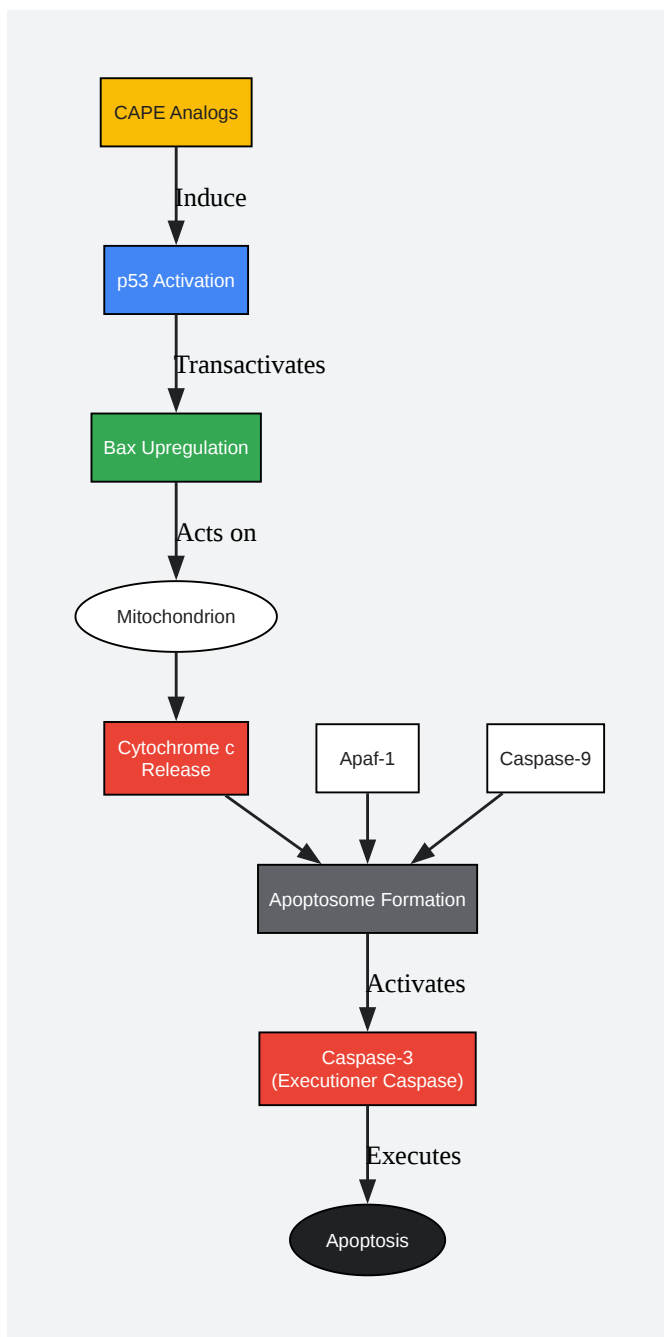 CAPE Analogs
Induce
p53 Activation
Transactivates
Bax Upregulation
Acts on
Mitochondrion
Cytochrome c
Release
Apaf-1
Caspase-9
Apoptosome Formation
Activates
Caspase-3
(Executioner Caspase)
Executes
Apoptosis